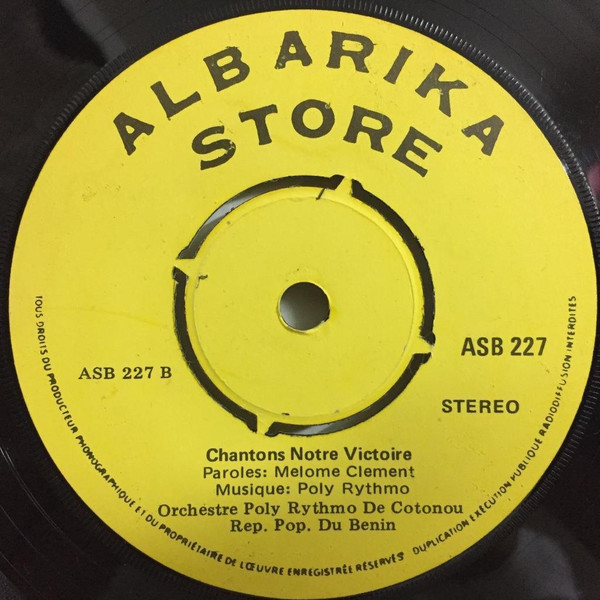 ALBARIKA
STORE
ASB 227
ASB 227 B
STEREO
Chantons Notre Victoire
Paroles: Melome Clement
Musique: Poly Rythmo
Orchestre Poly Rythmo De Cotonou
Rep. Pop. Du Benin
TOUS DROITS DU PRODUCTEUR PHONOGRAPHIQUE ET DU PROPRIÉTAIRE DE L'ŒUVRE ENREGISTRÉE RÉSERVÉS DUPLICATION EXÉCUTION PUBLIQUE RADIODIFFUSION INTERDITES